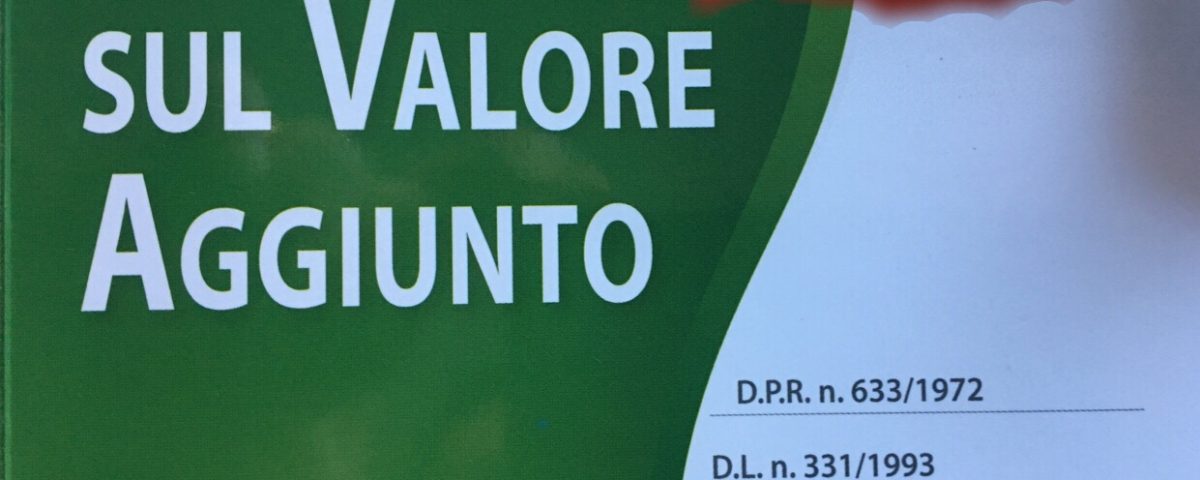 SUL VALORE
AGGIUNTO
D.P.R. n. 633/1972
D.L. n. 331/1993